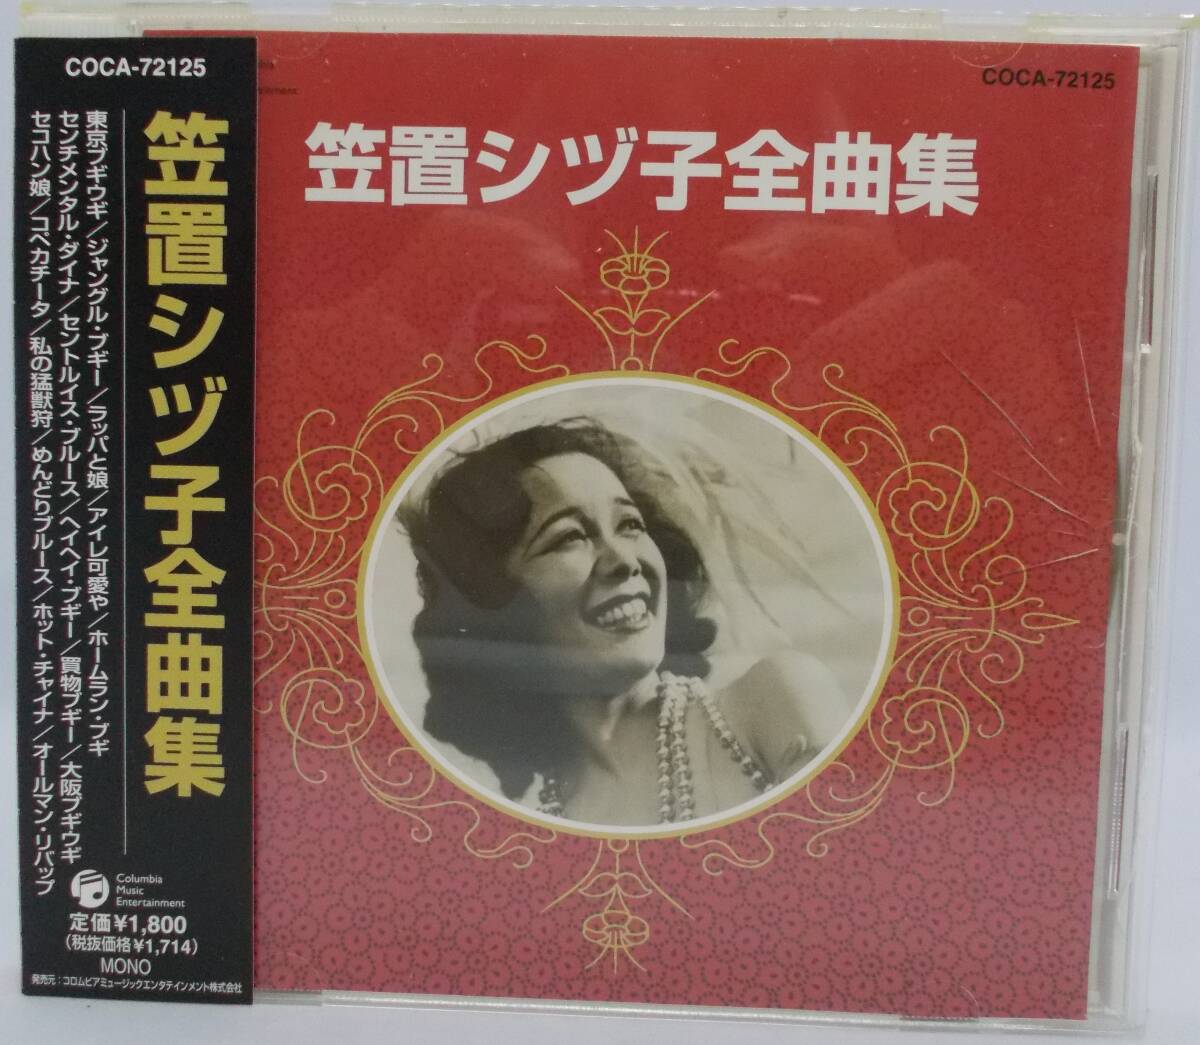 COCA-72125
笠置シヅ子全曲集
東京ブギウギ/ジャングル・ブギー/ラッパと娘/アイレ可愛や/ホームラン・ブギ
センチメンタル・ダイナ/セントルイス・ブルース/ヘイヘイ・ブギー/買物ブギー/大阪ブギウギ
セコハン娘/コペカチータ/私の猛獣狩/めんどりブルース/ホット・チャイナ/オールマン・リバップ
Columbia
Music
Entertainment
定価¥1,800
(税抜価格¥1,714)
MONO
発売元:コロムビアミュージックエンタテインメント株式会社
COCA-72125
笠置シヅ子全曲集